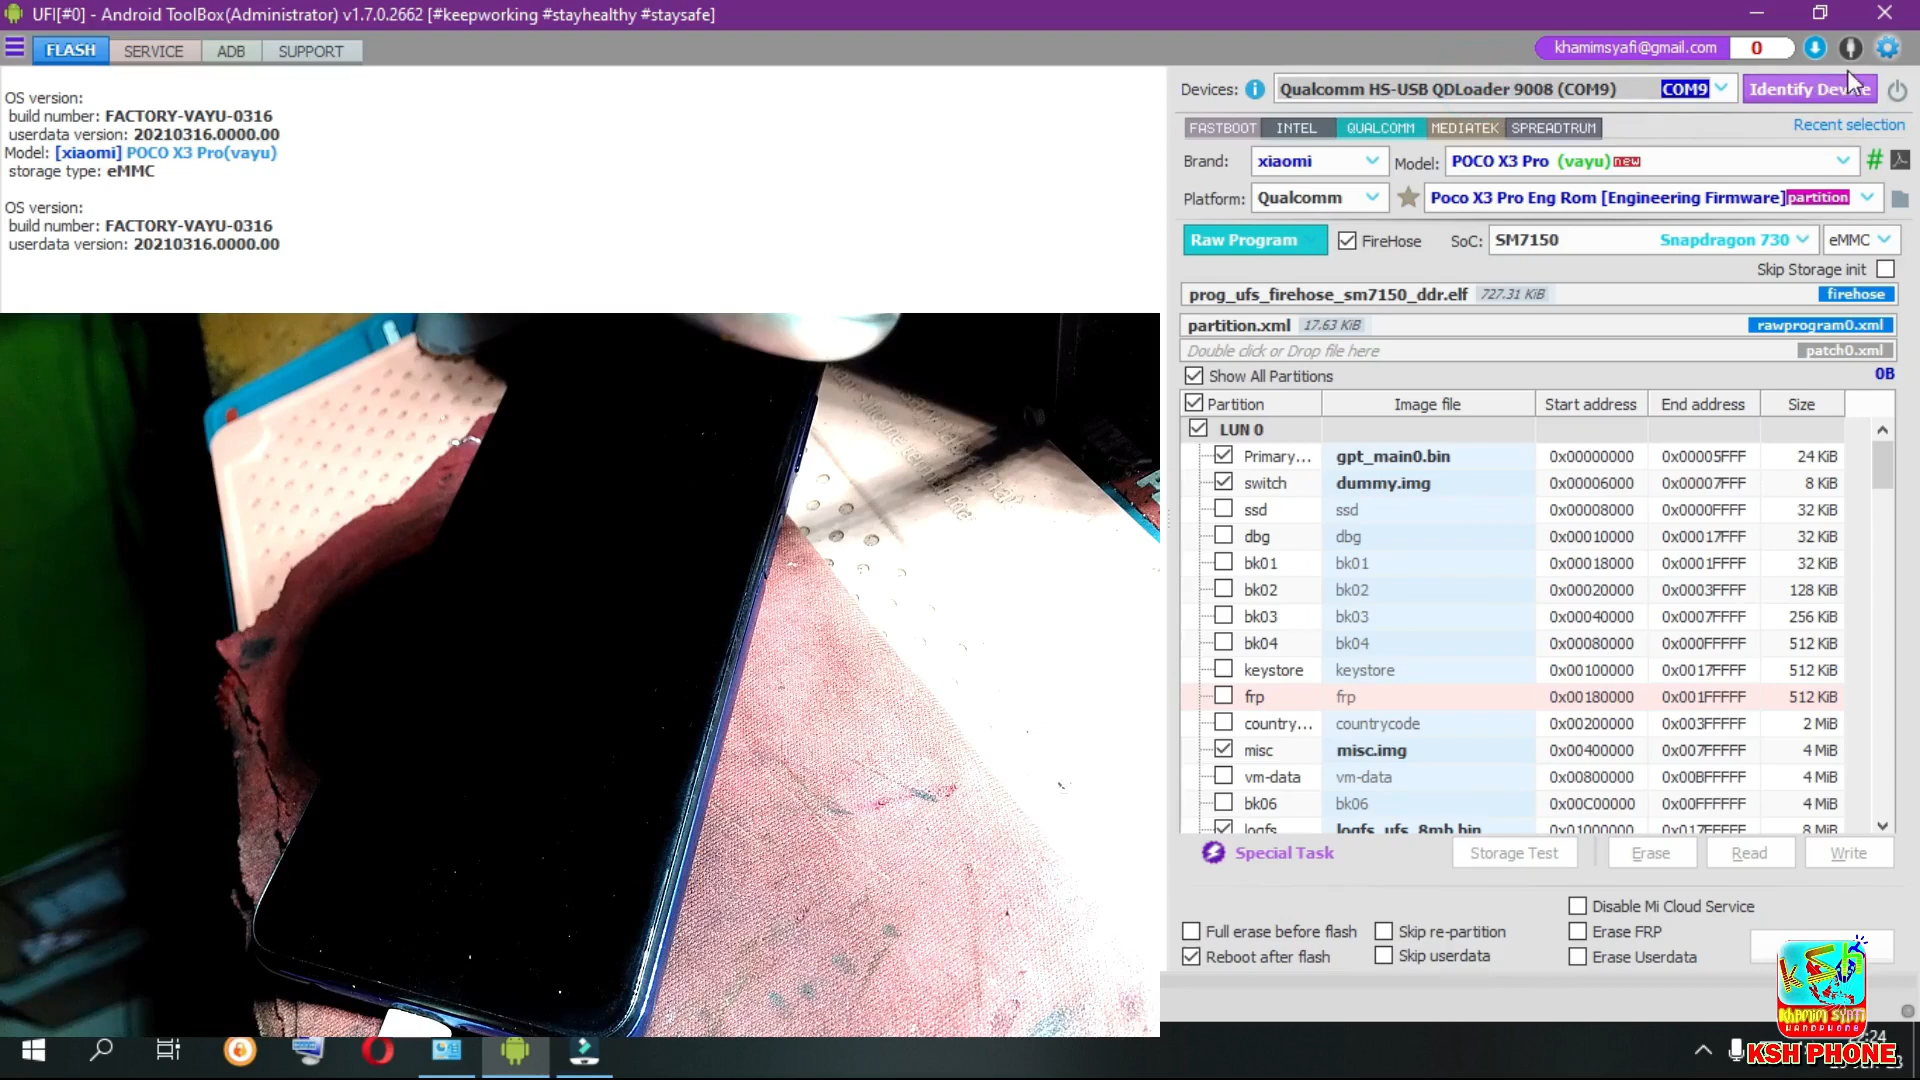 UFI[#0] - Android ToolBox(Administrator) v1.7.0.2662 [#keepworking #stayhealthy #staysafe]
FLASH SERVICE ADB SUPPORT
khamimsyafi@gmail.com 0
OS version:
build number: FACTORY-VAYU-0316
userdata version: 20210316.0000.00
Model: [xiaomi] POCO X3 Pro(vayu)
storage type: eMMC
OS version:
build number: FACTORY-VAYU-0316
userdata version: 20210316.0000.00
Devices: Qualcomm HS-USB QDLoader 9008 (COM9) COM9 Identify
FASTBOOT INTEL QUALCOMM MEDIATEK SPREADTRUM Recent selection
Brand: xiaomi Model: POCO X3 Pro (vayu) new #
Platform: Qualcomm Poco X3 Pro Eng Rom [Engineering Firmware] partition
Raw Program FireHose SoC: SM7150 Snapdragon 730 eMMC
Skip Storage init
prog_ufs_firehose_sm7150_ddr.elf 727.31 KiB firehose
partition.xml 17.63 KiB rawprogram0.xml
Double click or Drop file here patch0.xml
Show All Partitions 0B
Partition Image file Start address End address Size
LUN 0
Primary... gpt_main0.bin 0x00000000 0x00005FFF 24 KiB
switch dummy.img 0x00006000 0x00007FFF 8 KiB
ssd ssd 0x00008000 0x0000FFFF 32 KiB
dbg dbg 0x00010000 0x00017FFF 32 KiB
bk01 bk01 0x00018000 0x0001FFFF 32 KiB
bk02 bk02 0x00020000 0x0003FFFF 128 KiB
bk03 bk03 0x00040000 0x0007FFFF 256 KiB
bk04 bk04 0x00080000 0x000FFFFF 512 KiB
keystore keystore 0x00100000 0x0017FFFF 512 KiB
frp frp 0x00180000 0x001FFFFF 512 KiB
country... countrycode 0x00200000 0x003FFFFF 2 MiB
misc misc.img 0x00400000 0x007FFFFF 4 MiB
vm-data vm-data 0x00800000 0x00BFFFFF 4 MiB
bk06 bk06 0x00C00000 0x00FFFFFF 4 MiB
logfs logfs_ufs_8mb.bin 0x01000000 0x017FFFFF 8 MiB
Special Task Storage Test Erase Read Write
Disable Mi Cloud Service
Full erase before flash Skip re-partition Erase FRP
Reboot after flash Skip userdata Erase Userdata
KSh
KHAMIM SYAFI
HANDPHONE
KSH PHONE